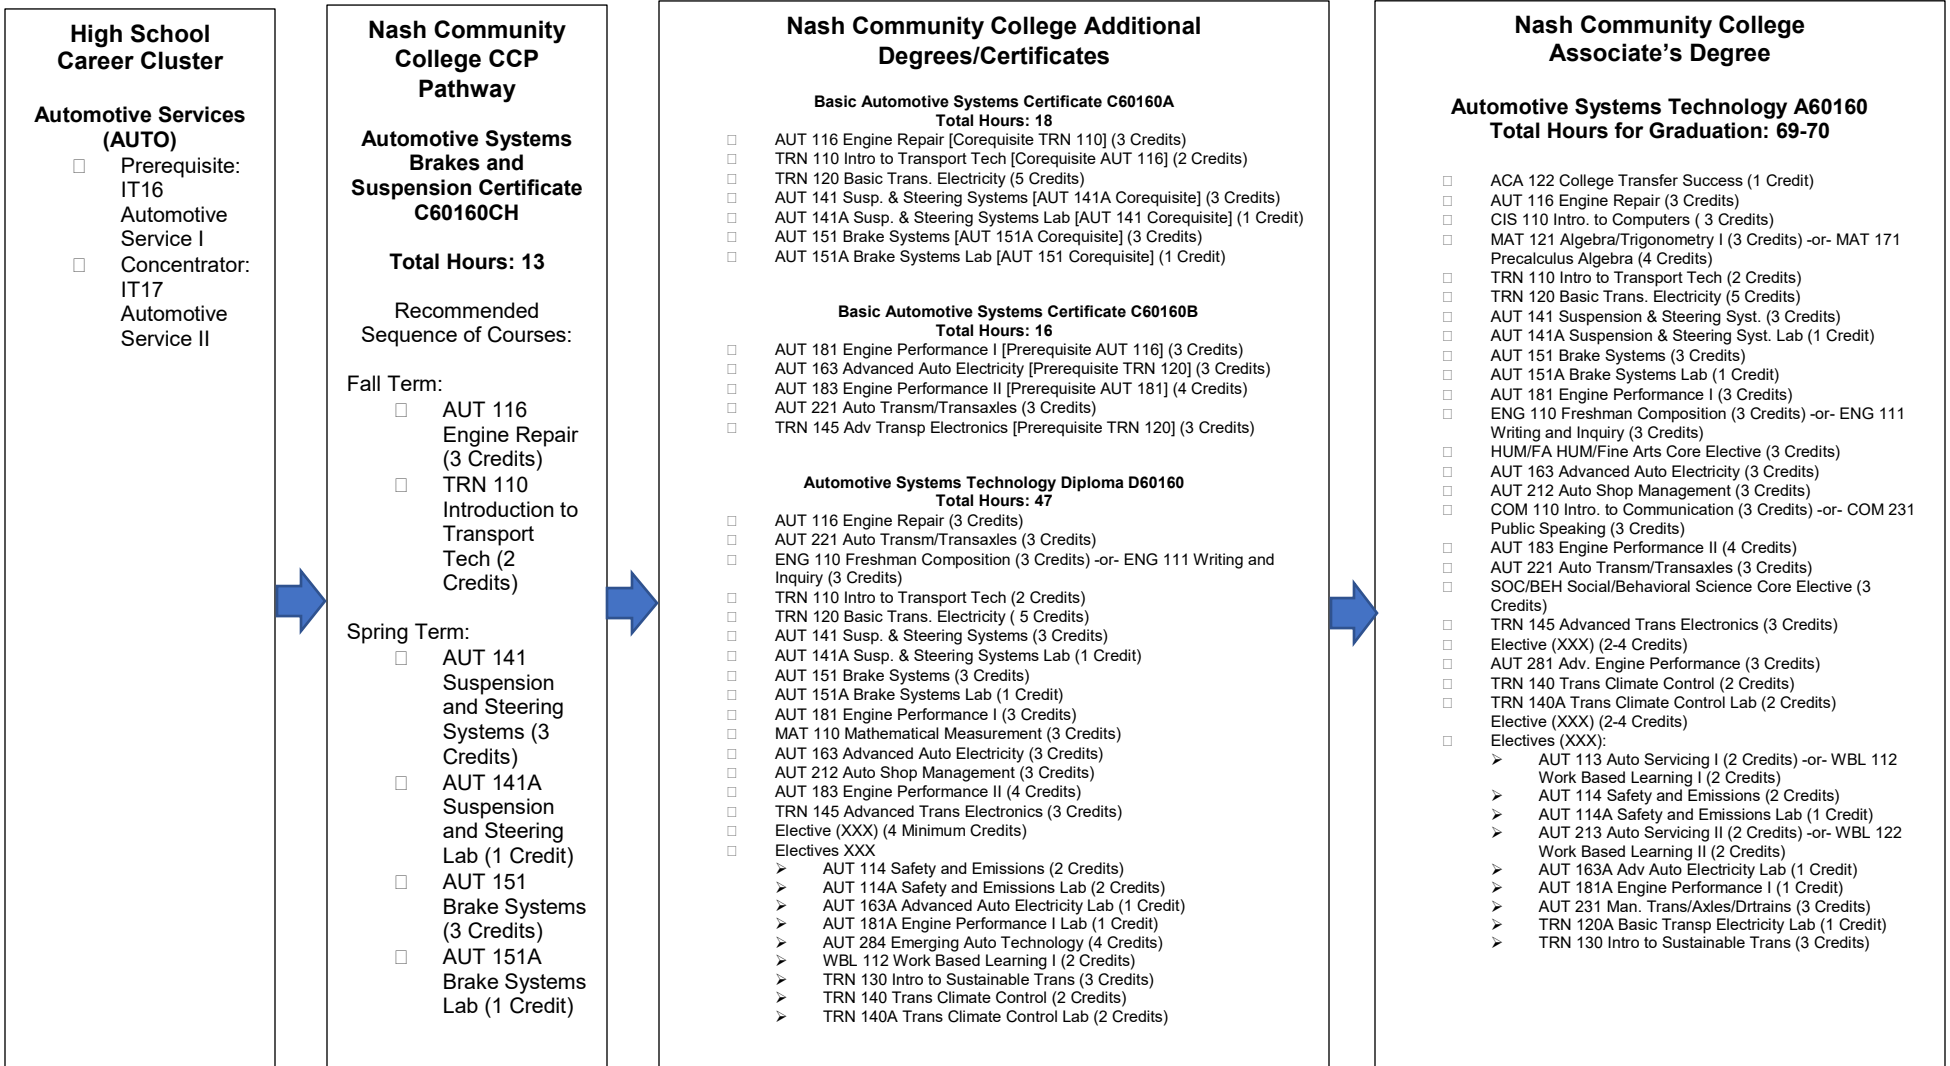 High School
Career Cluster
Automotive Services
(AUTO)
□ Prerequisite:
IT16
Automotive
Service I
□ Concentrator:
IT17
Automotive
Service II
Nash Community
College CCP
Pathway
Automotive Systems
Brakes and
Suspension Certificate
C60160CH
Total Hours: 13
Recommended
Sequence of Courses:
Fall Term:
□ AUT 116
Engine Repair
(3 Credits)
□ TRN 110
Introduction to
Transport
Tech (2
Credits)
Spring Term:
□ AUT 141
Suspension
and Steering
Systems (3
Credits)
□ AUT 141A
Suspension
and Steering
Lab (1 Credit)
□ AUT 151
Brake Systems
(3 Credits)
□ AUT 151A
Brake Systems
Lab (1 Credit)
Nash Community College Additional
Degrees/Certificates
Basic Automotive Systems Certificate C60160A
Total Hours: 18
□ AUT 116 Engine Repair [Corequisite TRN 110] (3 Credits)
□ TRN 110 Intro to Transport Tech [Corequisite AUT 116] (2 Credits)
□ TRN 120 Basic Trans. Electricity (5 Credits)
□ AUT 141 Susp. & Steering Systems [AUT 141A Corequisite] (3 Credits)
□ AUT 141A Susp. & Steering Systems Lab [AUT 141 Corequisite] (1 Credit)
□ AUT 151 Brake Systems [AUT 151A Corequisite] (3 Credits)
□ AUT 151A Brake Systems Lab [AUT 151 Corequisite] (1 Credit)
Basic Automotive Systems Certificate C60160B
Total Hours: 16
□ AUT 181 Engine Performance I [Prerequisite AUT 116] (3 Credits)
□ AUT 163 Advanced Auto Electricity [Prerequisite TRN 120] (3 Credits)
□ AUT 183 Engine Performance II [Prerequisite AUT 181] (4 Credits)
□ AUT 221 Auto Transm/Transaxles (3 Credits)
□ TRN 145 Adv Transp Electronics [Prerequisite TRN 120] (3 Credits)
Automotive Systems Technology Diploma D60160
Total Hours: 47
□ AUT 116 Engine Repair (3 Credits)
□ AUT 221 Auto Transm/Transaxles (3 Credits)
□ ENG 110 Freshman Composition (3 Credits) -or- ENG 111 Writing and
Inquiry (3 Credits)
□ TRN 110 Intro to Transport Tech (2 Credits)
□ TRN 120 Basic Trans. Electricity ( 5 Credits)
□ AUT 141 Susp. & Steering Systems (3 Credits)
□ AUT 141A Susp. & Steering Systems Lab (1 Credit)
□ AUT 151 Brake Systems (3 Credits)
□ AUT 151A Brake Systems Lab (1 Credit)
□ AUT 181 Engine Performance I (3 Credits)
□ MAT 110 Mathematical Measurement (3 Credits)
□ AUT 163 Advanced Auto Electricity (3 Credits)
□ AUT 212 Auto Shop Management (3 Credits)
□ AUT 183 Engine Performance II (4 Credits)
□ TRN 145 Advanced Trans Electronics (3 Credits)
□ Elective (XXX) (4 Minimum Credits)
□ Electives XXX
➢ AUT 114 Safety and Emissions (2 Credits)
➢ AUT 114A Safety and Emissions Lab (2 Credits)
➢ AUT 163A Advanced Auto Electricity Lab (1 Credit)
➢ AUT 181A Engine Performance I Lab (1 Credit)
➢ AUT 284 Emerging Auto Technology (4 Credits)
➢ WBL 112 Work Based Learning I (2 Credits)
➢ TRN 130 Intro to Sustainable Trans (3 Credits)
➢ TRN 140 Trans Climate Control (2 Credits)
➢ TRN 140A Trans Climate Control Lab (2 Credits)
Nash Community College
Associate's Degree
Automotive Systems Technology A60160
Total Hours for Graduation: 69-70
□ ACA 122 College Transfer Success (1 Credit)
□ AUT 116 Engine Repair (3 Credits)
□ CIS 110 Intro. to Computers ( 3 Credits)
□ MAT 121 Algebra/Trigonometry I (3 Credits) -or- MAT 171
Precalculus Algebra (4 Credits)
□ TRN 110 Intro to Transport Tech (2 Credits)
□ TRN 120 Basic Trans. Electricity (5 Credits)
□ AUT 141 Suspension & Steering Syst. (3 Credits)
□ AUT 141A Suspension & Steering Syst. Lab (1 Credit)
□ AUT 151 Brake Systems (3 Credits)
□ AUT 151A Brake Systems Lab (1 Credit)
□ AUT 181 Engine Performance I (3 Credits)
□ ENG 110 Freshman Composition (3 Credits) -or- ENG 111
Writing and Inquiry (3 Credits)
□ HUM/FA HUM/Fine Arts Core Elective (3 Credits)
□ AUT 163 Advanced Auto Electricity (3 Credits)
□ AUT 212 Auto Shop Management (3 Credits)
□ COM 110 Intro. to Communication (3 Credits) -or- COM 231
Public Speaking (3 Credits)
□ AUT 183 Engine Performance II (4 Credits)
□ AUT 221 Auto Transm/Transaxles (3 Credits)
□ SOC/BEH Social/Behavioral Science Core Elective (3
Credits)
□ TRN 145 Advanced Trans Electronics (3 Credits)
□ Elective (XXX) (2-4 Credits)
□ AUT 281 Adv. Engine Performance (3 Credits)
□ TRN 140 Trans Climate Control (2 Credits)
□ TRN 140A Trans Climate Control Lab (2 Credits)
Elective (XXX) (2-4 Credits)
□ Electives (XXX):
➢ AUT 113 Auto Servicing I (2 Credits) -or- WBL 112
Work Based Learning I (2 Credits)
➢ AUT 114 Safety and Emissions (2 Credits)
➢ AUT 114A Safety and Emissions Lab (1 Credit)
➢ AUT 213 Auto Servicing II (2 Credits) -or- WBL 122
Work Based Learning II (2 Credits)
➢ AUT 163A Adv Auto Electricity Lab (1 Credit)
➢ AUT 181A Engine Performance I (1 Credit)
➢ AUT 231 Man. Trans/Axles/Drtrains (3 Credits)
➢ TRN 120A Basic Transp Electricity Lab (1 Credit)
➢ TRN 130 Intro to Sustainable Trans (3 Credits)